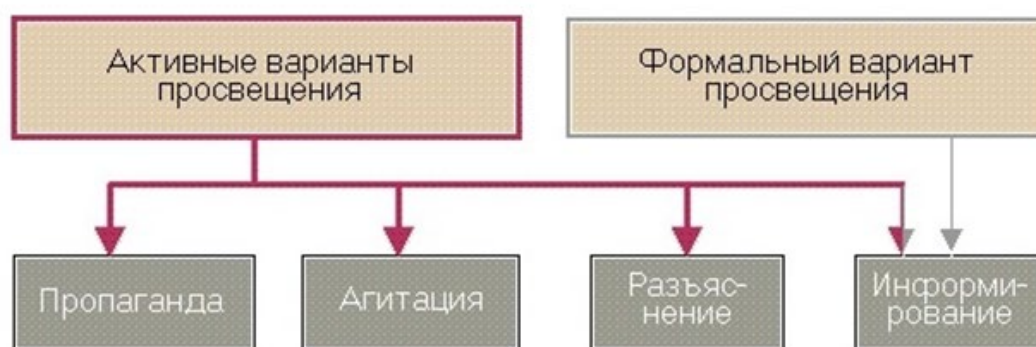 Активные варианты
просвещения
Формальный вариант
просвещения
Пропаганда
Агитация
Разъяс-
нение
Информи-
рование